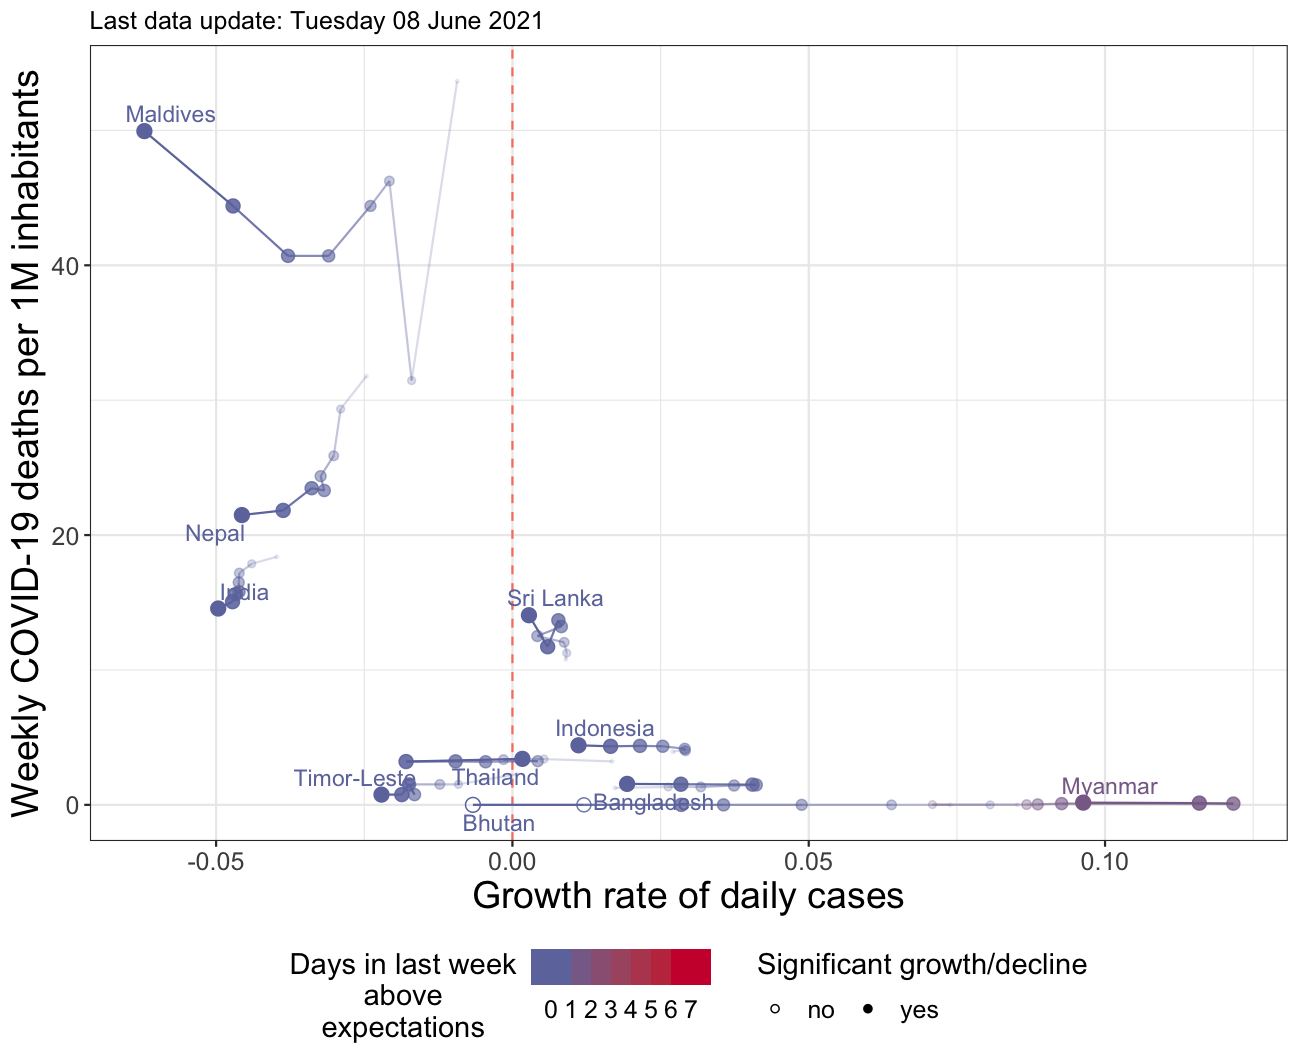 Last data update: Tuesday 08 June 2021
Weekly COVID-19 deaths per 1M inhabitants
40
20
0
Maldives
Nepal
India
Sri Lanka
Indonesia
Timor-Leste
Thailand
Bangladesh
Myanmar
Bhutan
-0.05
0.00
0.05
0.10
Growth rate of daily cases
Days in last week
above
expectations
0 1 2 3 4 5 6 7
Significant growth/decline
no
yes